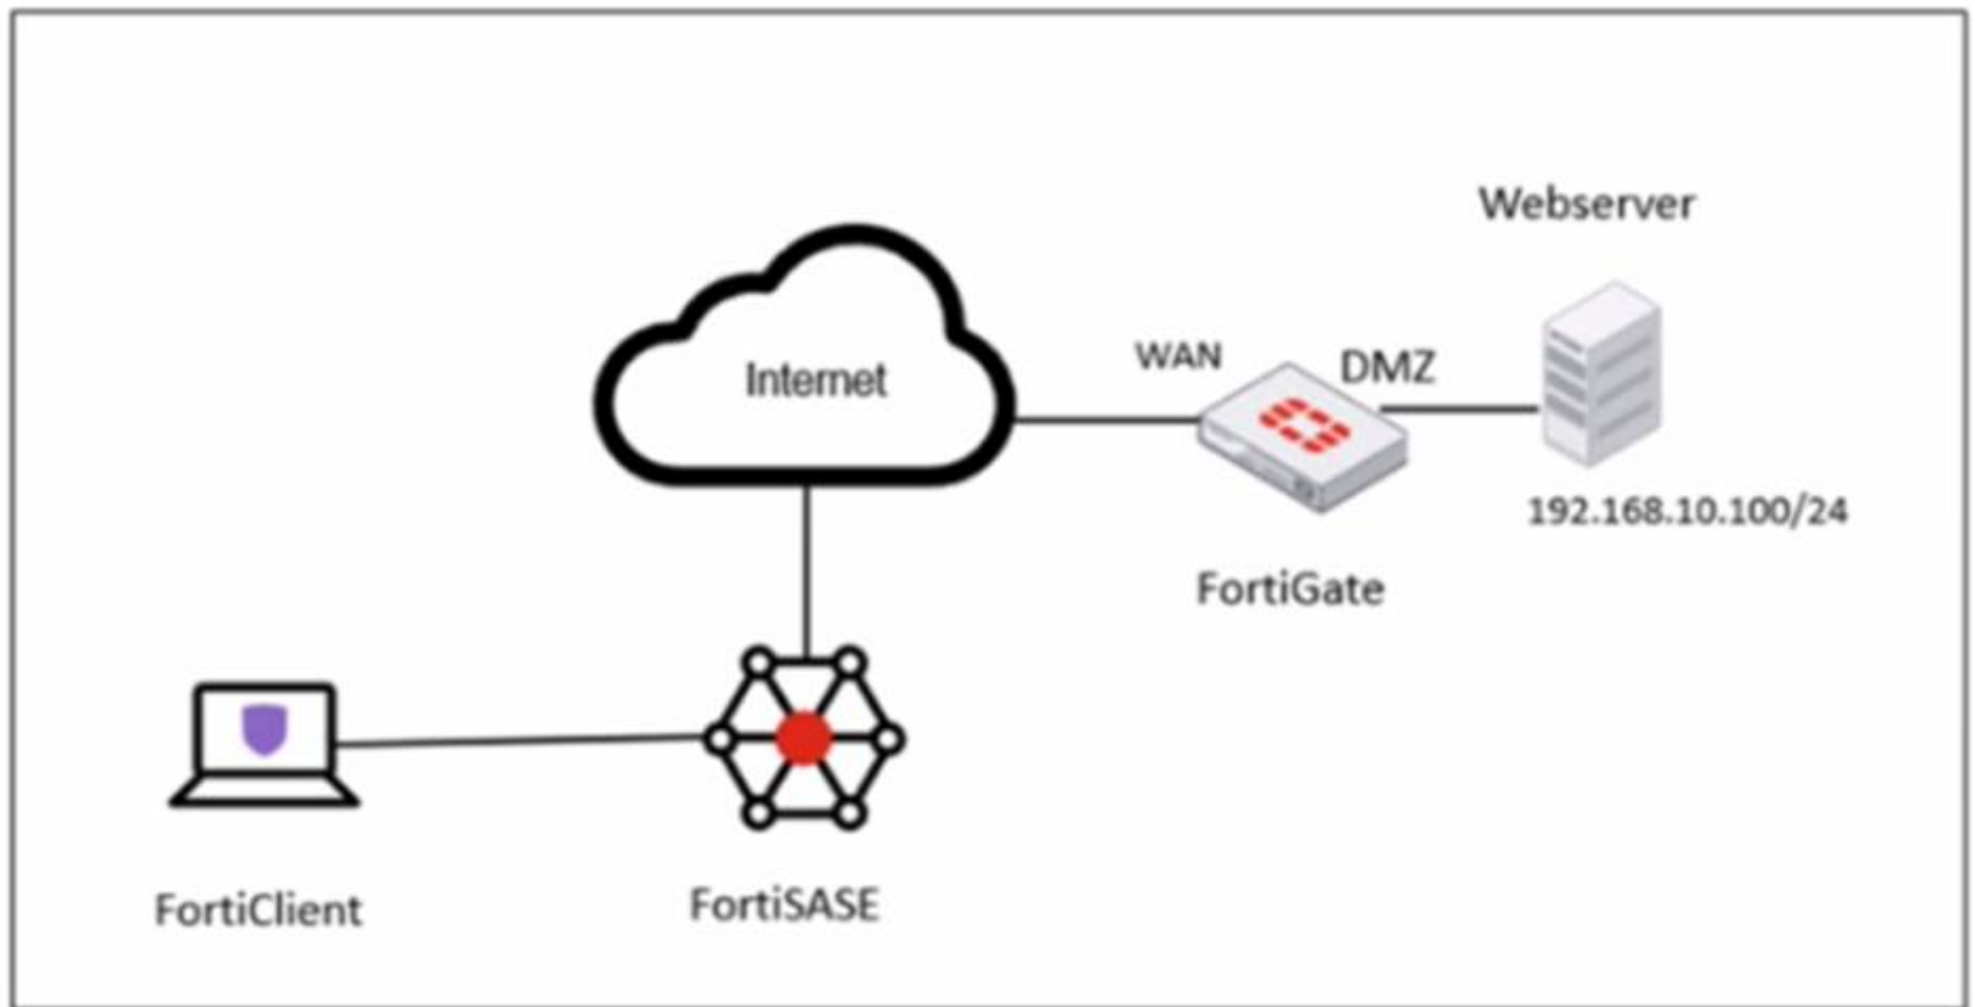 Webserver
WAN
DMZ
Internet
192.168.10.100/24
FortiGate
FortiClient
FortiSASE